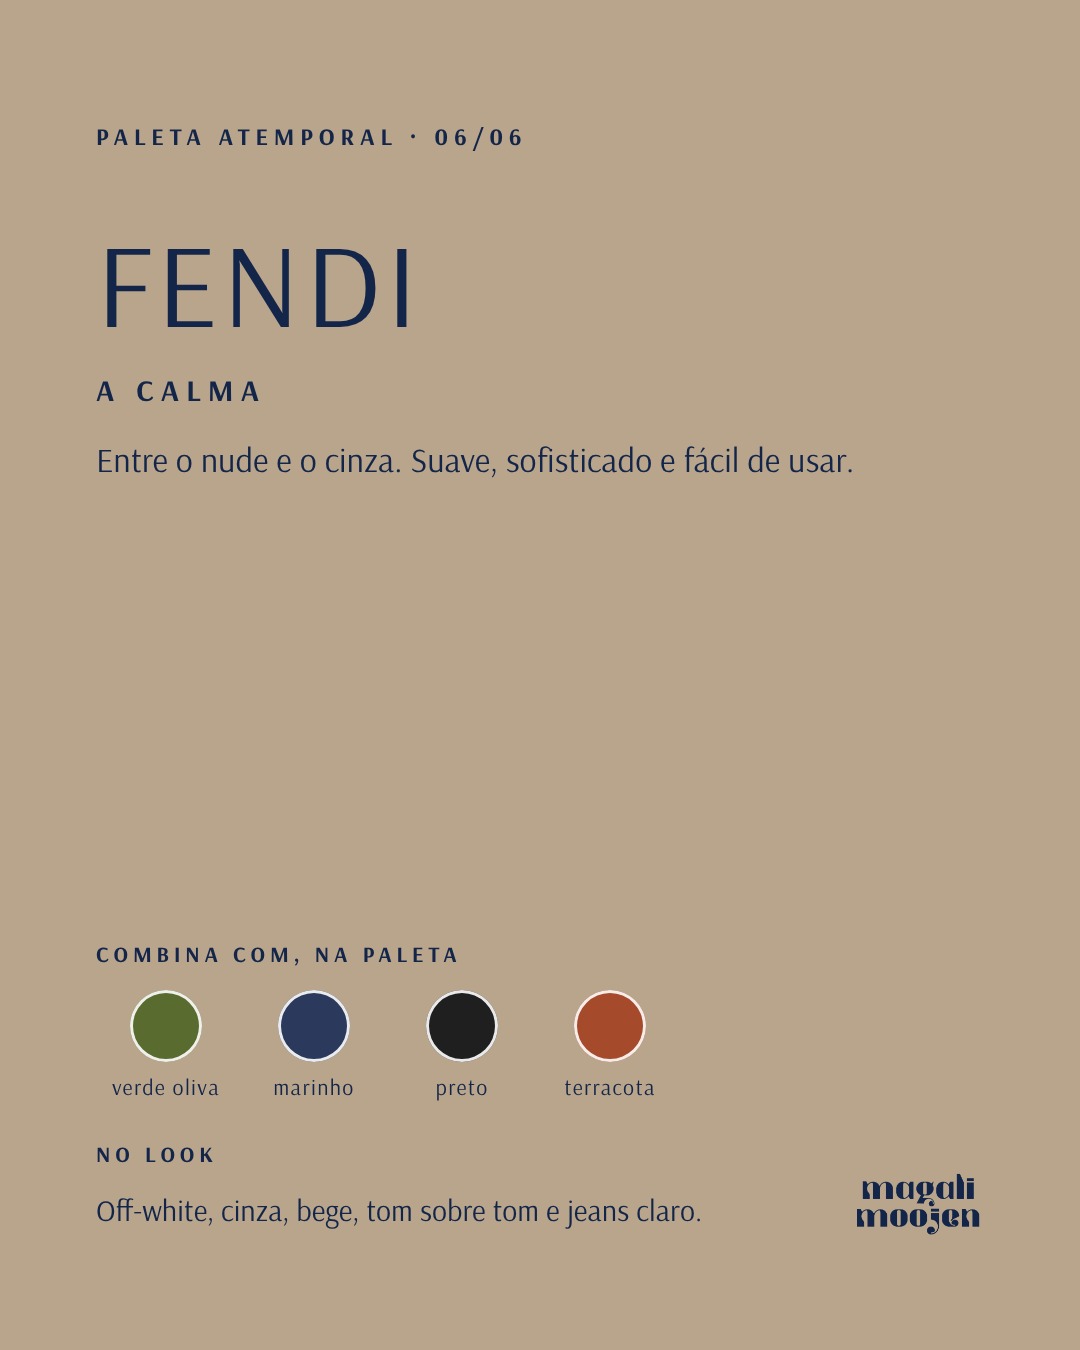 PALETA ATEMPORAL · 06/06
FENDI
A CALMA
Entre o nude e o cinza. Suave, sofisticado e fácil de usar.
COMBINA COM, NA PALETA
verde oliva marinho preto terracota
NO LOOK
Off-white, cinza, bege, tom sobre tom e jeans claro.
magali
moojen